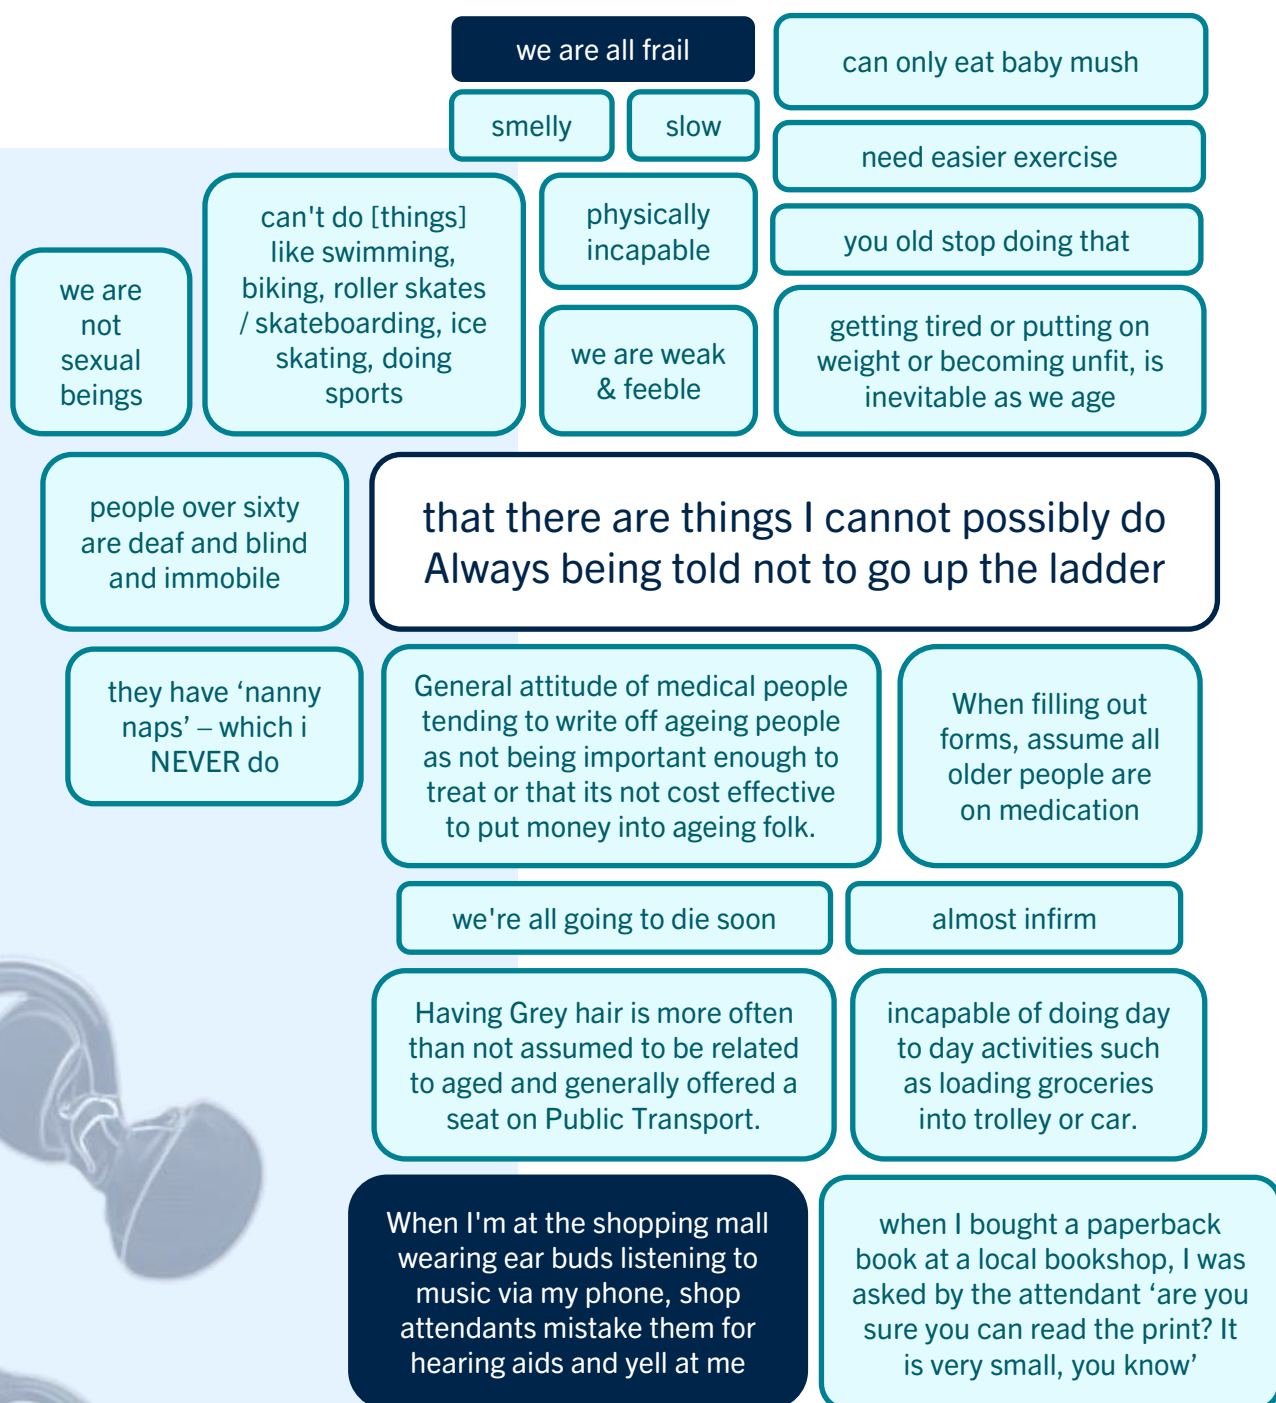 we are all frail
can only eat baby mush
smelly
slow
need easier exercise
can't do [things]
like swimming,
biking, roller skates
/ skateboarding, ice
skating, doing
sports
physically
incapable
you old stop doing that
we are
not
sexual
beings
we are weak
& feeble
getting tired or putting on
weight or becoming unfit, is
inevitable as we age
people over sixty
are deaf and blind
and immobile
that there are things I cannot possibly do
Always being told not to go up the ladder
they have ‘nanny
naps’ – which i
NEVER do
General attitude of medical people
tending to write off ageing people
as not being important enough to
treat or that its not cost effective
to put money into ageing folk.
When filling out
forms, assume all
older people are
on medication
we're all going to die soon
almost infirm
Having Grey hair is more often
than not assumed to be related
to aged and generally offered a
seat on Public Transport.
incapable of doing day
to day activities such
as loading groceries
into trolley or car.
When I'm at the shopping mall
wearing ear buds listening to
music via my phone, shop
attendants mistake them for
hearing aids and yell at me
when I bought a paperback
book at a local bookshop, I was
asked by the attendant ‘are you
sure you can read the print? It
is very small, you know’